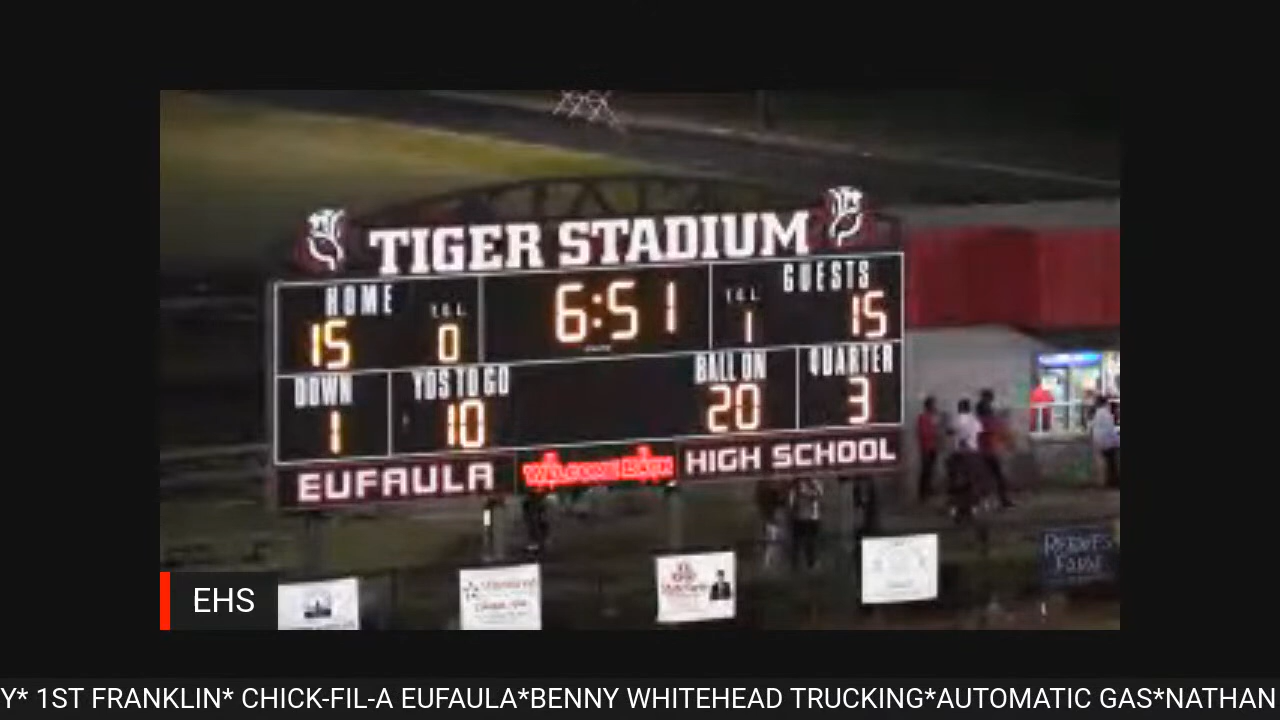 TIGER STADIUM
HOME
T.O.L.
6:51
T.O.L.
GUESTS
15
0
1
15
DOWN
YDS TO GO
BALL ON
QUARTER
1
10
20
3
EUFAULA
WELCOME BACK
HIGH SCHOOL
EHS
Y* 1ST FRANKLIN* CHICK-FIL-A EUFAULA*BENNY WHITEHEAD TRUCKING*AUTOMATIC GAS*NATHAN